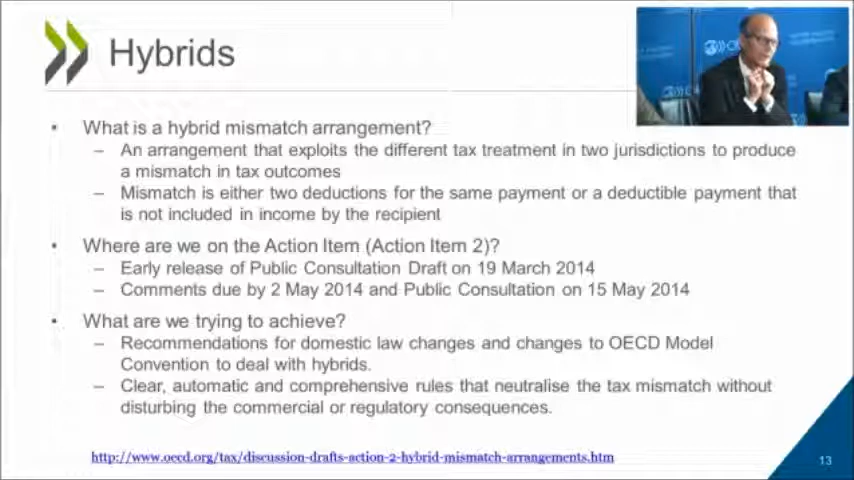 Hybrids
• What is a hybrid mismatch arrangement?
– An arrangement that exploits the different tax treatment in two jurisdictions to produce
a mismatch in tax outcomes
– Mismatch is either two deductions for the same payment or a deductible payment that
is not included in income by the recipient
• Where are we on the Action Item (Action Item 2)?
– Early release of Public Consultation Draft on 19 March 2014
– Comments due by 2 May 2014 and Public Consultation on 15 May 2014
• What are we trying to achieve?
– Recommendations for domestic law changes and changes to OECD Model
Convention to deal with hybrids.
– Clear, automatic and comprehensive rules that neutralise the tax mismatch without
disturbing the commercial or regulatory consequences.
http://www.oecd.org/tax/discussion-drafts-action-2-hybrid-mismatch-arrangements.htm
13